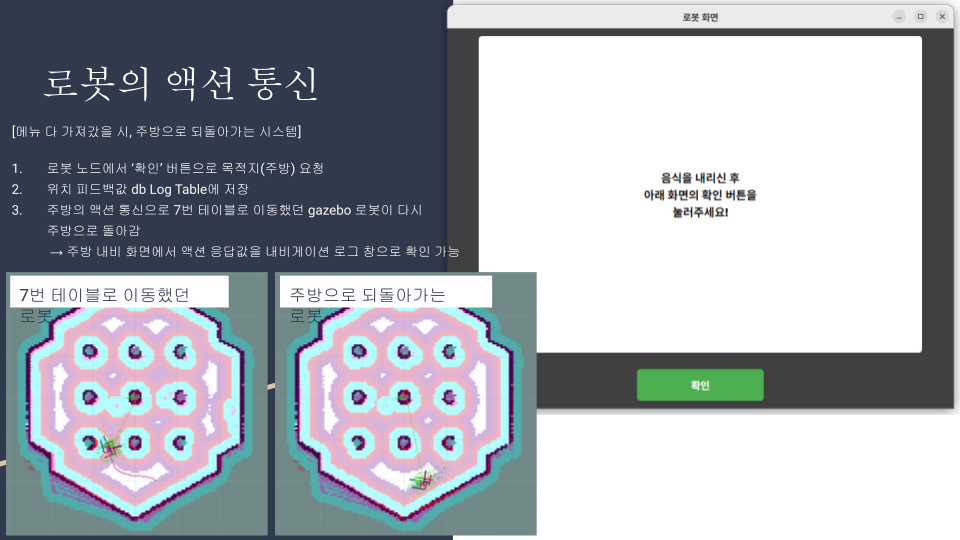 로봇의 액션 통신
[메뉴 다 가져갔을 시, 주방으로 되돌아가는 시스템]
1. 로봇 노드에서 ‘확인’ 버튼으로 목적지(주방) 요청
2. 위치 피드백값 db Log Table에 저장
3. 주방의 액션 통신으로 7번 테이블로 이동했던 gazebo 로봇이 다시
주방으로 돌아감
→ 주방 내비 화면에서 액션 응답값을 내비게이션 로그 창으로 확인 가능
7번 테이블로 이동했던
로봇
주방으로 되돌아가는
로봇
로봇 화면
음식을 내리신 후
아래 화면의 확인 버튼을
눌러주세요!
확인